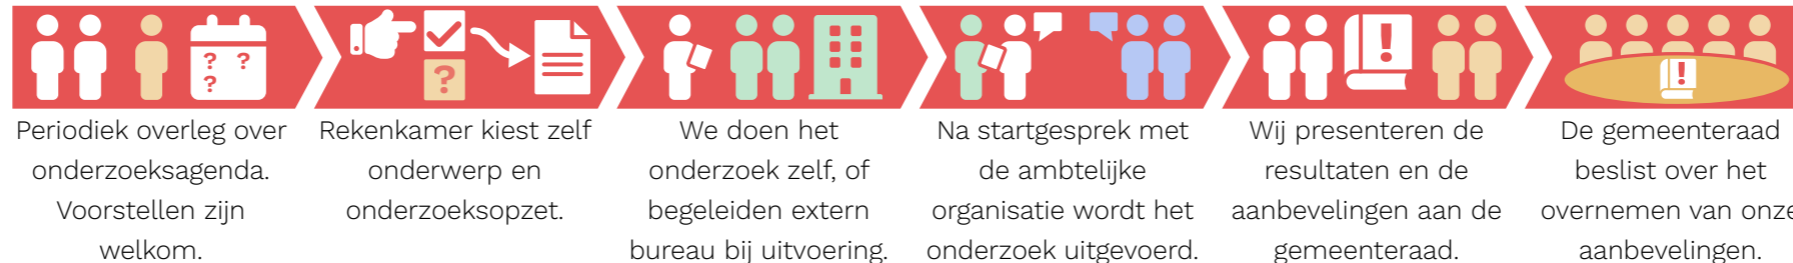 ? ?
?
?
!
!
Periodiek overleg over
onderzoeksagenda.
Voorstellen zijn
welkom.
Rekenkamer kiest zelf
onderwerp en
onderzoeksopzet.
We doen het
onderzoek zelf, of
begeleiden extern
bureau bij uitvoering.
Na startgesprek met
de ambtelijke
organisatie wordt het
onderzoek uitgevoerd.
Wij presenteren de
resultaten en de
aanbevelingen aan de
gemeenteraad.
De gemeenteraad
beslist over het
overnemen van onze
aanbevelingen.